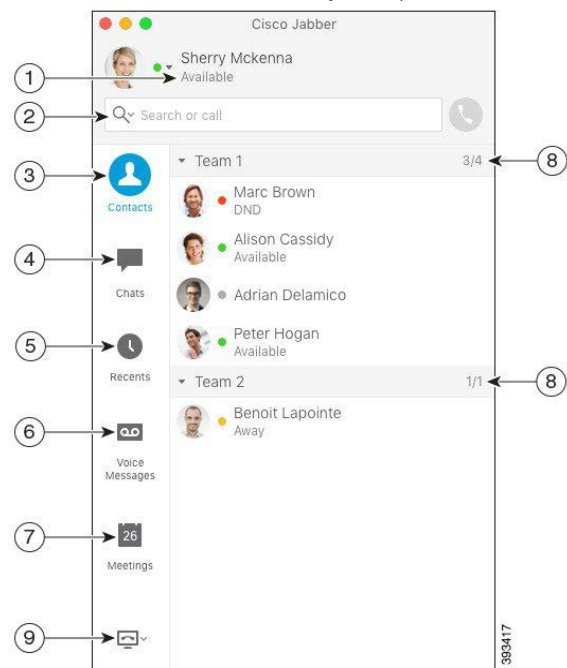 Cisco Jabber
Sherry Mckenna
1
Available
2
Search or call
Team 1
3/4
8
3
Contacts
Marc Brown
DND
Alison Cassidy
Available
4
Chats
Adrian Delamico
5
Recents
Peter Hogan
Available
Team 2
1/1
8
6
Voice
Messages
Benoit Lapointe
Away
7
26
Meetings
9
393417